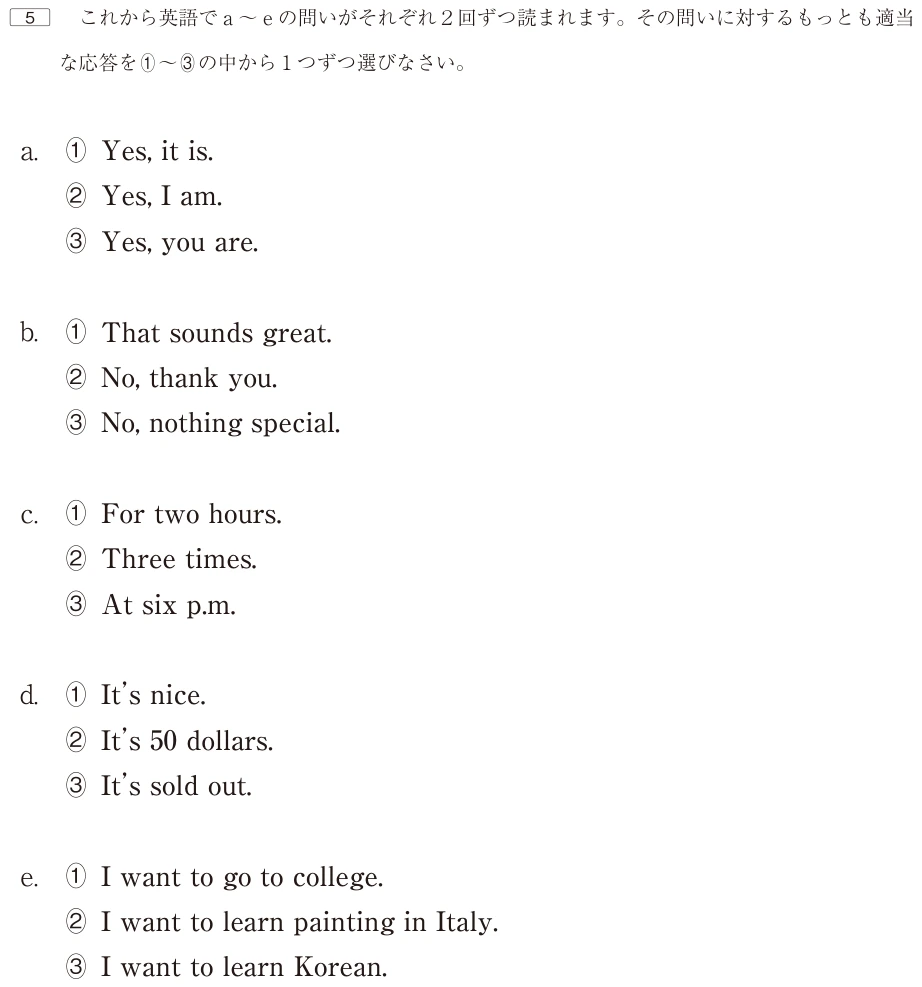 5 これから英語でａ～ｅの問いがそれぞれ２回ずつ読まれます。その問いに対するもっとも適当
な応答を①～③の中から１つずつ選びなさい。
a. ① Yes, it is.
② Yes, I am.
③ Yes, you are.
b. ① That sounds great.
② No, thank you.
③ No, nothing special.
c. ① For two hours.
② Three times.
③ At six p.m.
d. ① It’s nice.
② It’s 50 dollars.
③ It’s sold out.
e. ① I want to go to college.
② I want to learn painting in Italy.
③ I want to learn Korean.